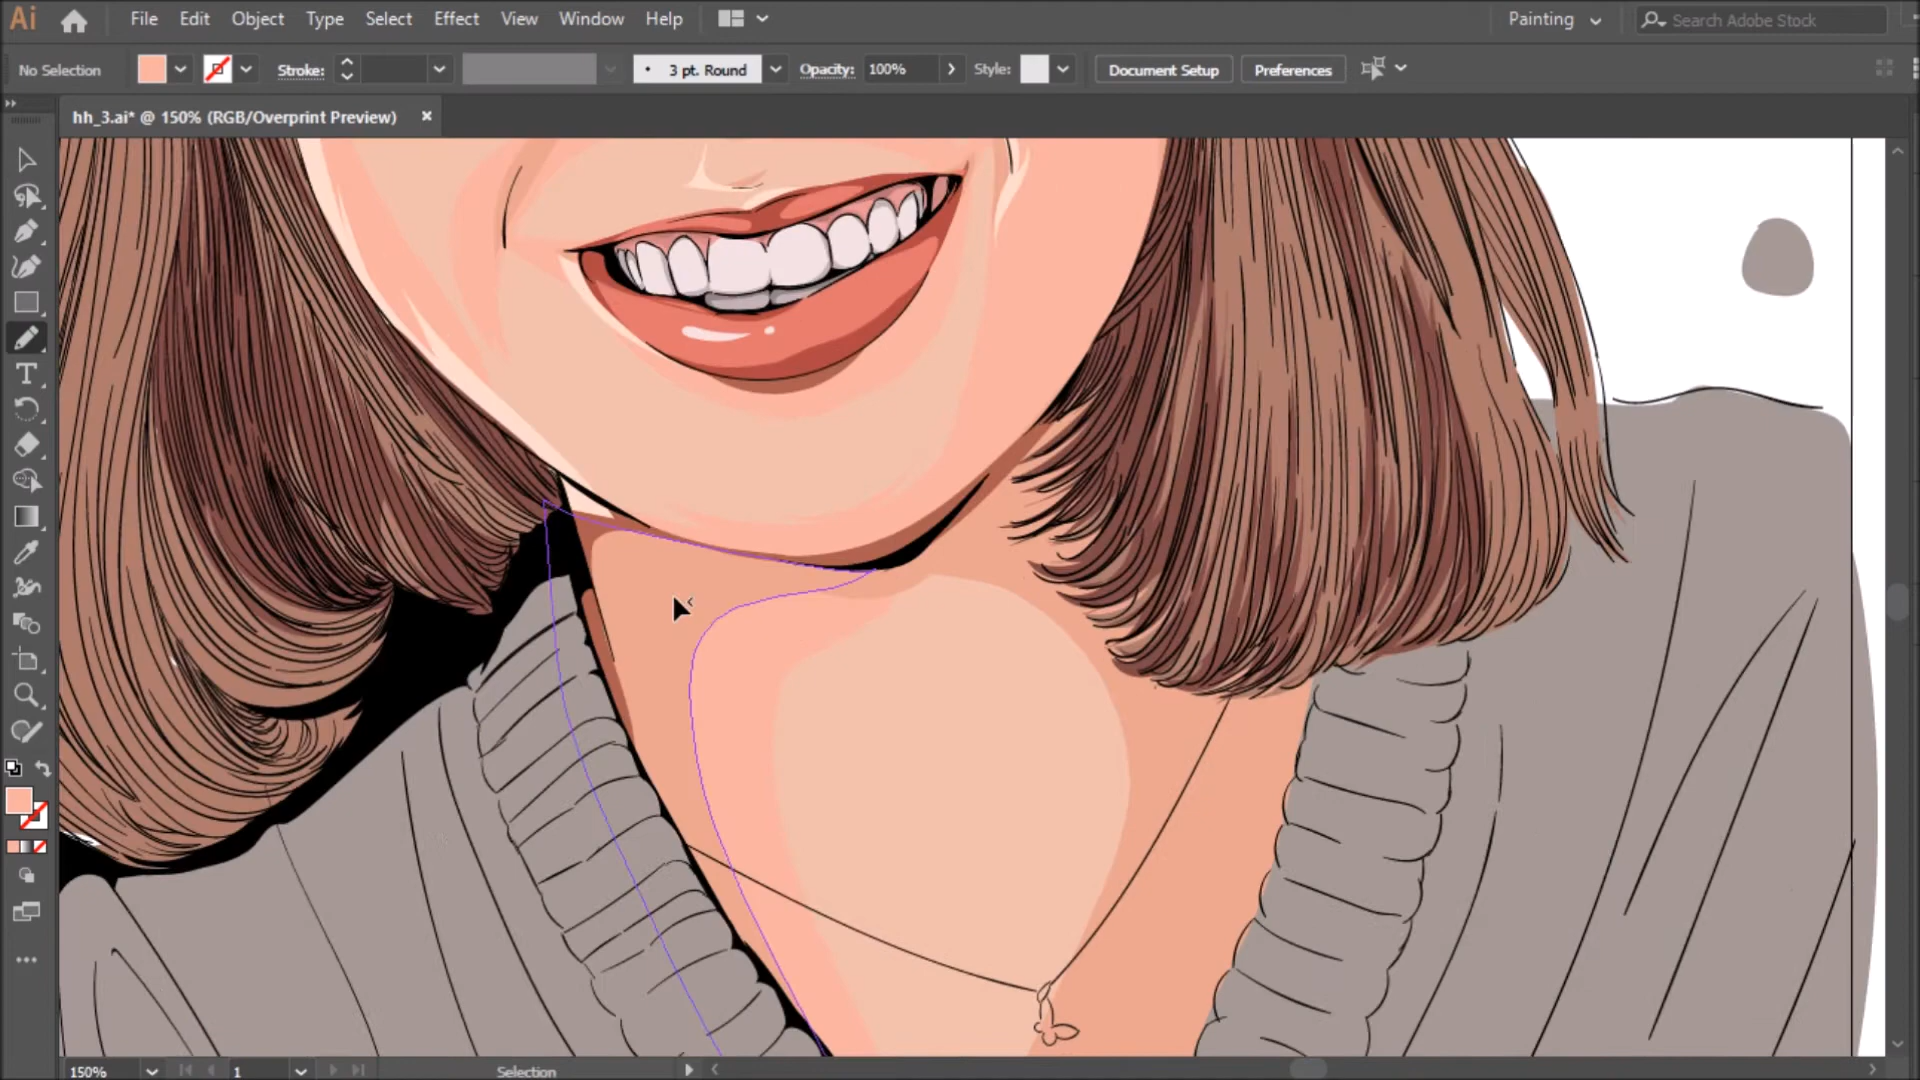 Ai File Edit Object Type Select Effect View Window Help Painting Search Adobe Stock
No Selection Stroke: 3 pt. Round Opacity: 100% Style: Document Setup Preferences
hh_3.ai* @ 150% (RGB/Overprint Preview) ×
150% 1 Selection